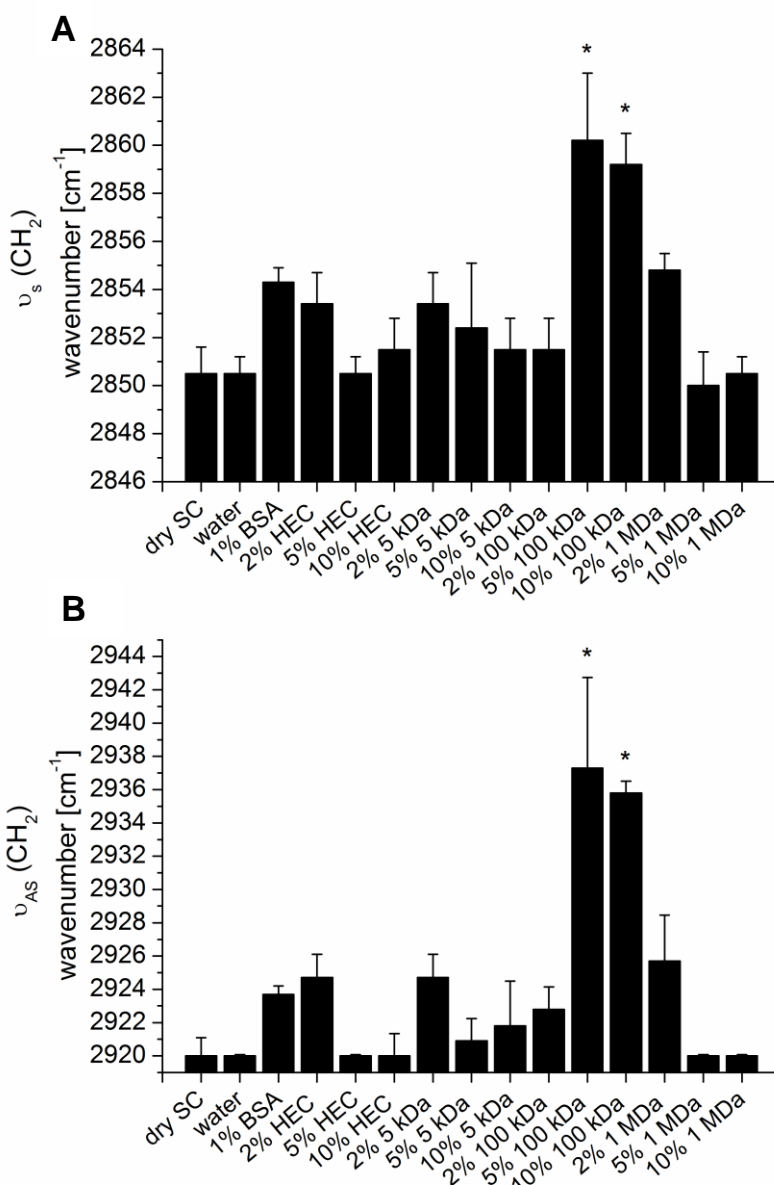 A
2864
2862
2860
2858
2856
2854
2852
2850
2848
2846
υs (CH2)
wavenumber [cm-1]
*
*
dry SC
water
1% BSA
2% HEC
5% HEC
10% HEC
2% 5 kDa
5% 5 kDa
10% 5 kDa
2% 100 kDa
5% 100 kDa
10% 100 kDa
2% 1 MDa
5% 1 MDa
10% 1 MDa
B
2944
2942
2940
2938
2936
2934
2932
2930
2928
2926
2924
2922
2920
υAS (CH2)
wavenumber [cm-1]
*
*
dry SC
water
1% BSA
2% HEC
5% HEC
10% HEC
2% 5 kDa
5% 5 kDa
10% 5 kDa
2% 100 kDa
5% 100 kDa
10% 100 kDa
2% 1 MDa
5% 1 MDa
10% 1 MDa